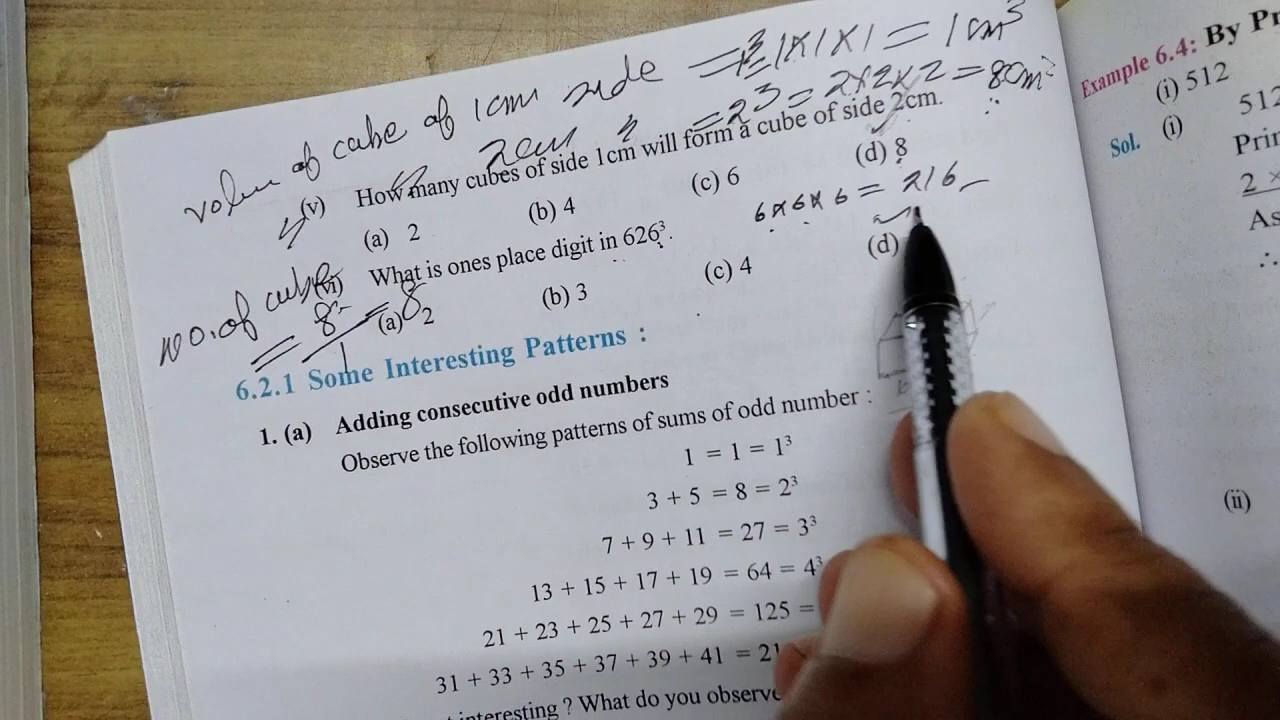 volume of cube of 1cm side = 1×1×1 = 1cm³
2cm " = 2³ = 2×2×2 = 8cm³
(v) How many cubes of side 1cm will form a cube of side 2cm.
(a) 2 (b) 4 (c) 6 (d) 8
6×6×6 = 216
No. of cubes
(vi) What is ones place digit in 626³.
(a) 2 (b) 3 (c) 4 (d)
= 8 = 8
6.2.1 Some Interesting Patterns :
1. (a) Adding consecutive odd numbers
Observe the following patterns of sums of odd number :
1 = 1 = 1³
3 + 5 = 8 = 2³
7 + 9 + 11 = 27 = 3³
13 + 15 + 17 + 19 = 64 = 4³
21 + 23 + 25 + 27 + 29 = 125 =
31 + 33 + 35 + 37 + 39 + 41 = 21
interesting ? What do you observe
Example 6.4: By Pr
(i) 512
Sol. (i) 512
Prin
2 ×
As
∴
(ii)